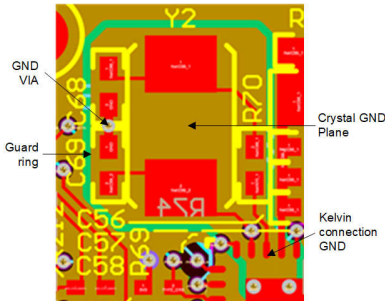 Y2
R
GND
VIA
C68
R70
Crystal GND
Plane
Guard
ring
C69
R74
C56
C57
C58
R69
Kelvin
connection
GND